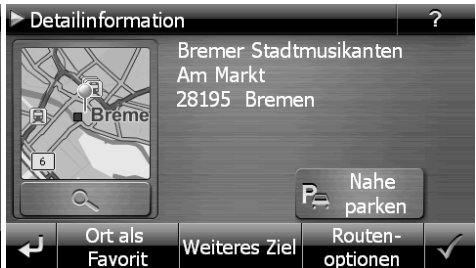 Detailinformation ?
Bremer Stadtmusikanten
Am Markt
28195 Bremen
Breme
6
P
Nahe
parken
Ort als
Favorit
Weiteres Ziel
Routen-
optionen